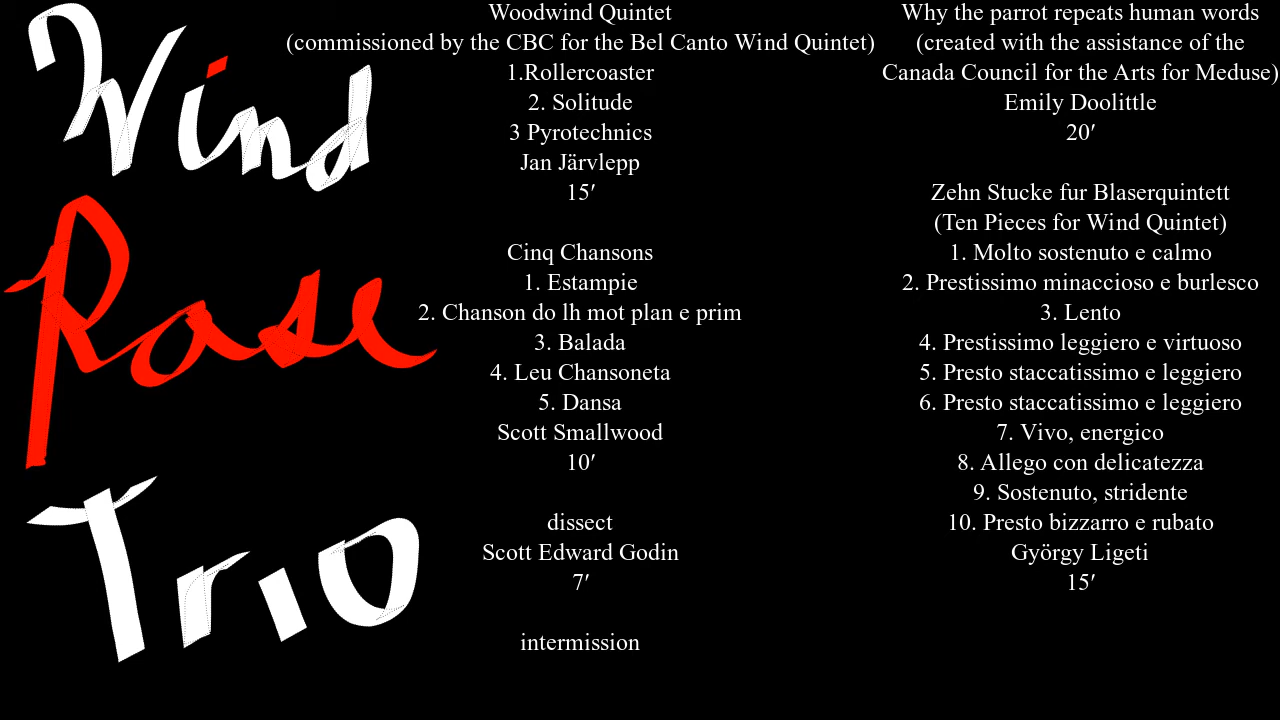 Wind
Rose
Trio
Woodwind Quintet
(commissioned by the CBC for the Bel Canto Wind Quintet)
1.Rollercoaster
2. Solitude
3 Pyrotechnics
Jan Järvlepp
15′
Cinq Chansons
1. Estampie
2. Chanson do lh mot plan e prim
3. Balada
4. Leu Chansoneta
5. Dansa
Scott Smallwood
10′
dissect
Scott Edward Godin
7′
intermission
Why the parrot repeats human words
(created with the assistance of the
Canada Council for the Arts for Meduse)
Emily Doolittle
20′
Zehn Stucke fur Blaserquintett
(Ten Pieces for Wind Quintet)
1. Molto sostenuto e calmo
2. Prestissimo minaccioso e burlesco
3. Lento
4. Prestissimo leggiero e virtuoso
5. Presto staccatissimo e leggiero
6. Presto staccatissimo e leggiero
7. Vivo, energico
8. Allego con delicatezza
9. Sostenuto, stridente
10. Presto bizzarro e rubato
György Ligeti
15′